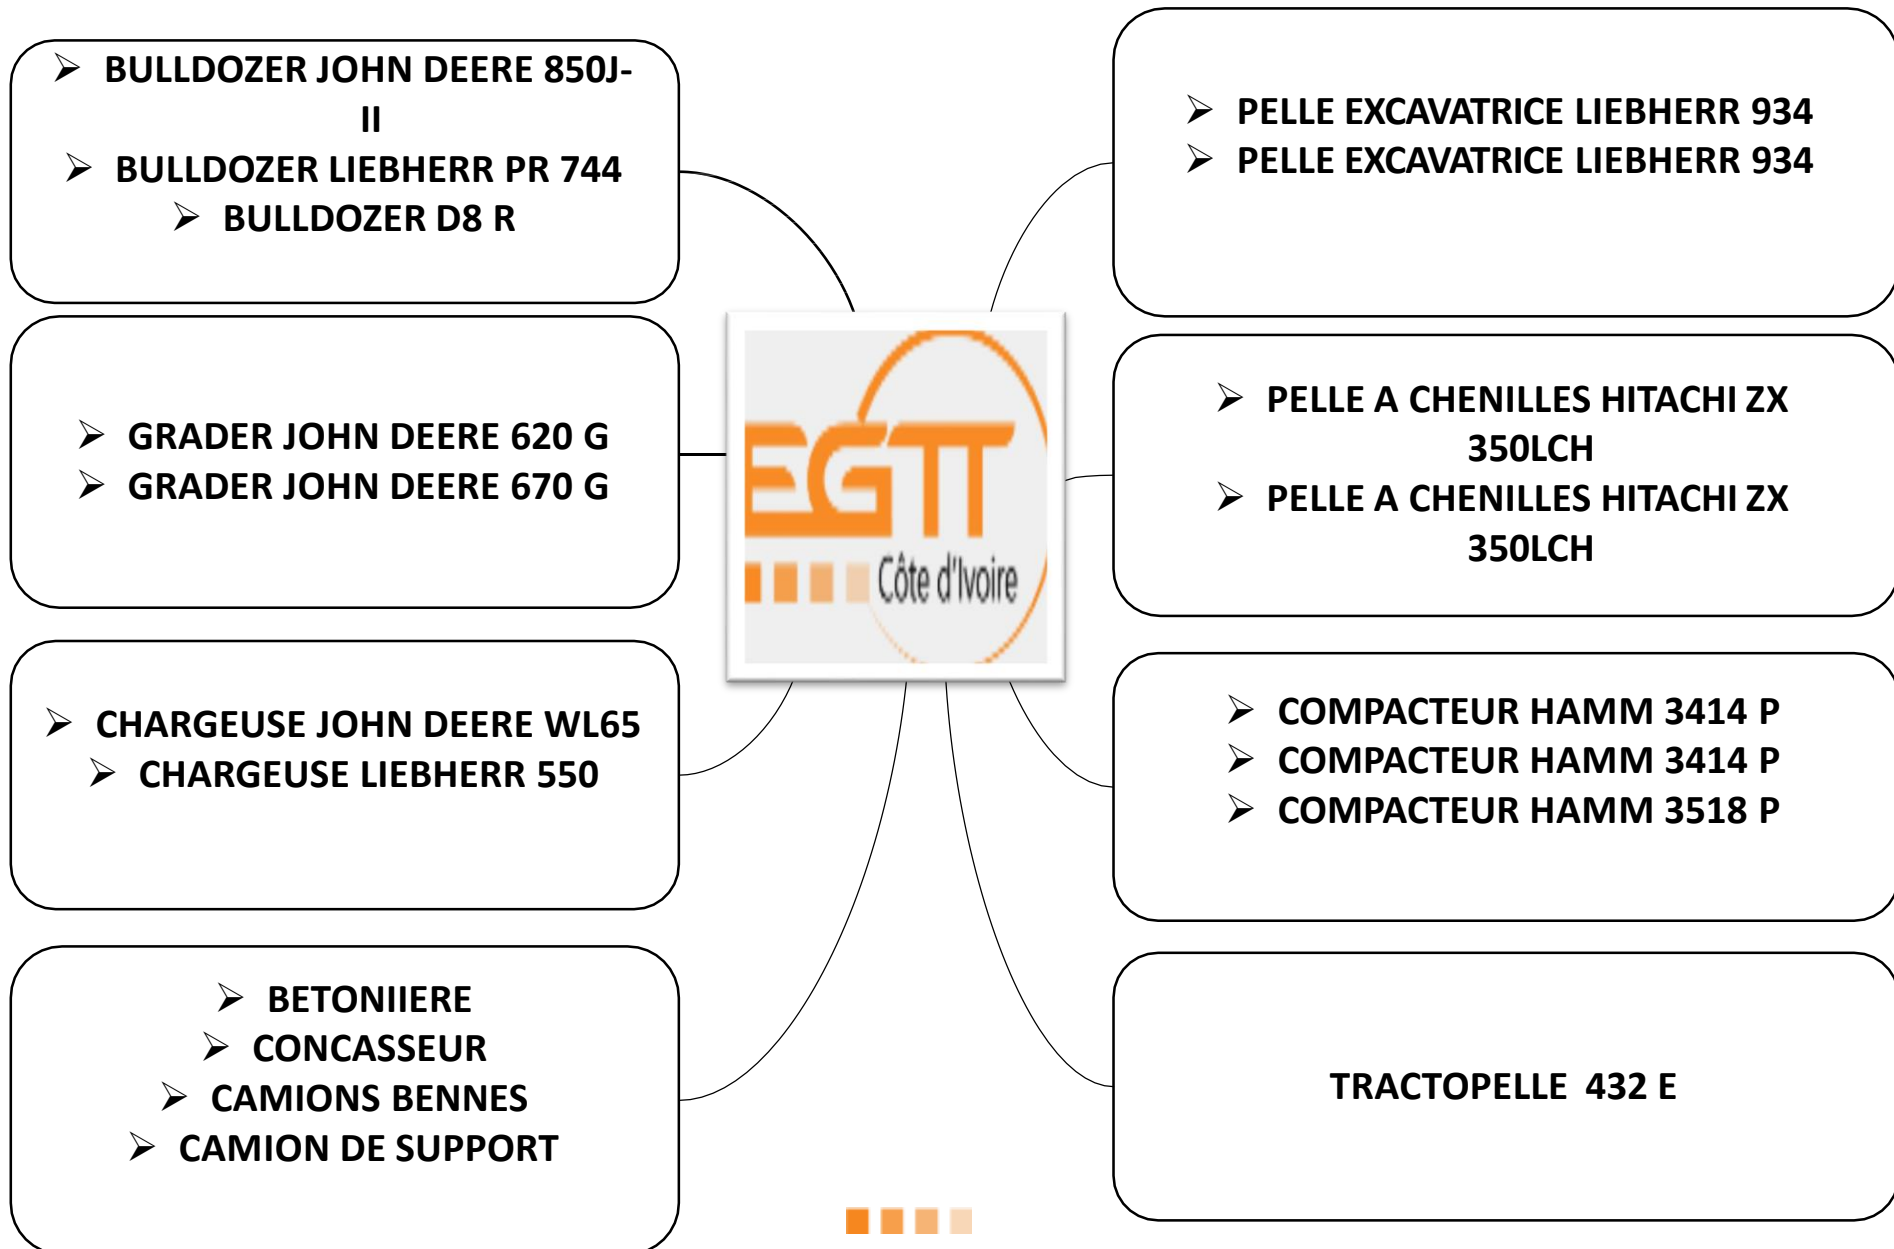 ➢ BULLDOZER JOHN DEERE 850J-
II
➢ BULLDOZER LIEBHERR PR 744
➢ BULLDOZER D8 R
➢ GRADER JOHN DEERE 620 G
➢ GRADER JOHN DEERE 670 G
➢ CHARGEUSE JOHN DEERE WL65
➢ CHARGEUSE LIEBHERR 550
➢ BETONIIERE
➢ CONCASSEUR
➢ CAMIONS BENNES
➢ CAMION DE SUPPORT
EGTT
Côte d'Ivoire
➢ PELLE EXCAVATRICE LIEBHERR 934
➢ PELLE EXCAVATRICE LIEBHERR 934
➢ PELLE A CHENILLES HITACHI ZX
350LCH
➢ PELLE A CHENILLES HITACHI ZX
350LCH
➢ COMPACTEUR HAMM 3414 P
➢ COMPACTEUR HAMM 3414 P
➢ COMPACTEUR HAMM 3518 P
TRACTOPELLE 432 E